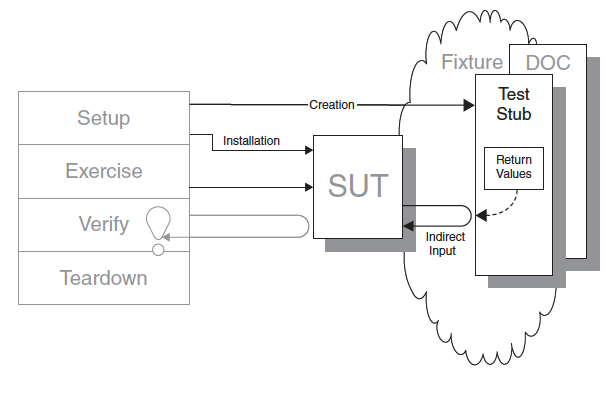 Fixture
DOC
Test
Stub
Setup
Creation
Installation
Exercise
SUT
Return
Values
Verify
Indirect
Input
Teardown